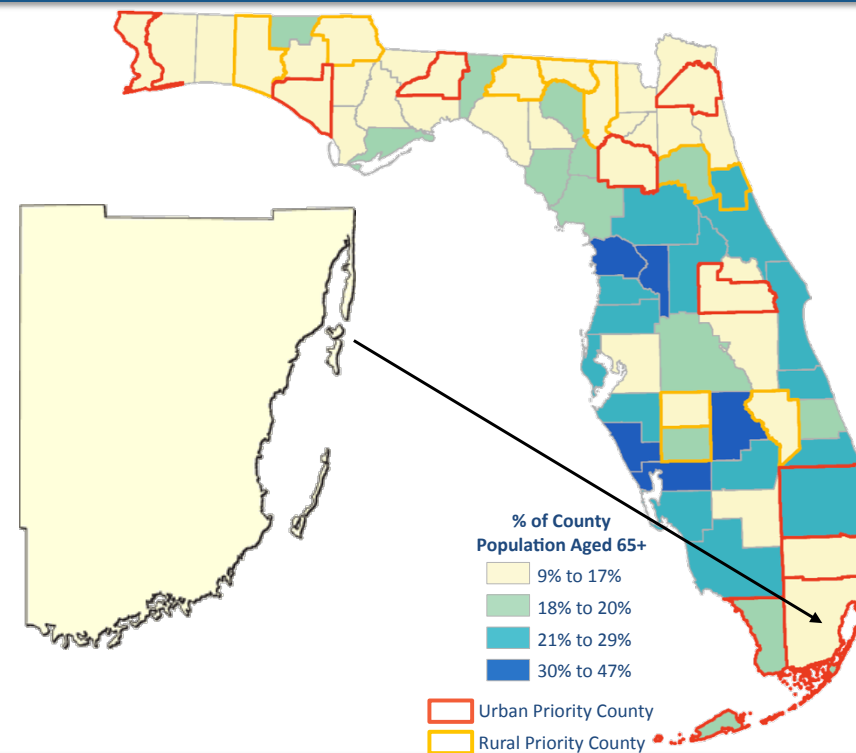 % of County
Population Aged 65+
9% to 17%
18% to 20%
21% to 29%
30% to 47%
Urban Priority County
Rural Priority County